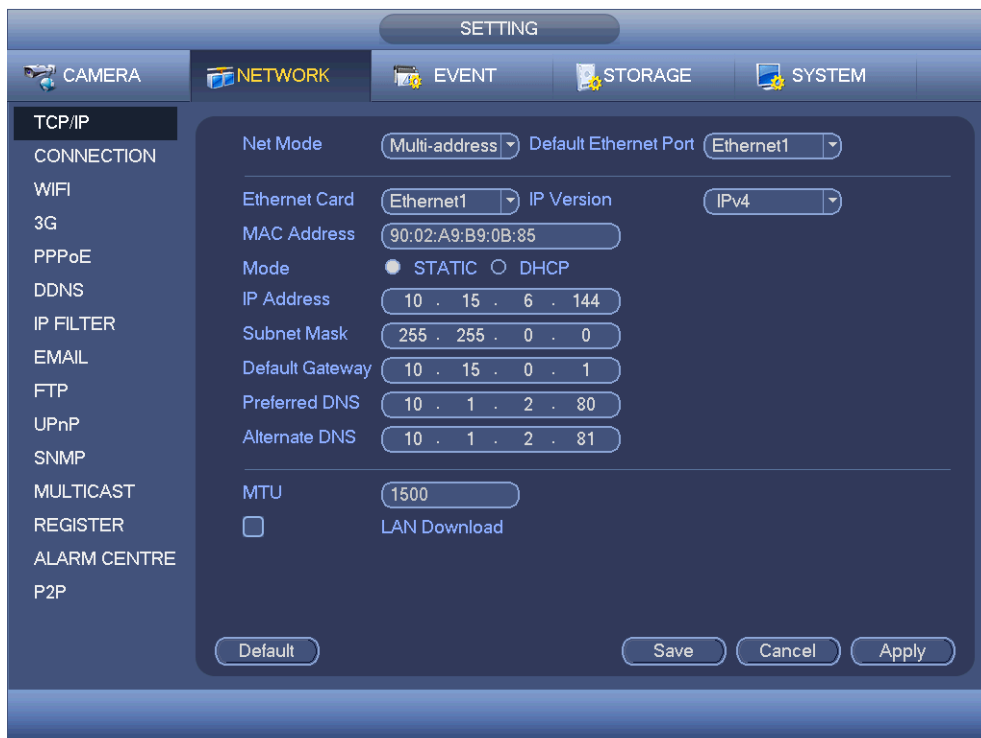 SETTING
CAMERA NETWORK EVENT STORAGE SYSTEM
TCP/IP
CONNECTION
WIFI
3G
PPPoE
DDNS
IP FILTER
EMAIL
FTP
UPnP
SNMP
MULTICAST
REGISTER
ALARM CENTRE
P2P
Net Mode Multi-address Default Ethernet Port Ethernet1
Ethernet Card Ethernet1 IP Version IPv4
MAC Address 90:02:A9:B9:0B:85
Mode STATIC DHCP
IP Address 10 . 15 . 6 . 144
Subnet Mask 255 . 255 . 0 . 0
Default Gateway 10 . 15 . 0 . 1
Preferred DNS 10 . 1 . 2 . 80
Alternate DNS 10 . 1 . 2 . 81
MTU 1500
LAN Download
Default Save Cancel Apply